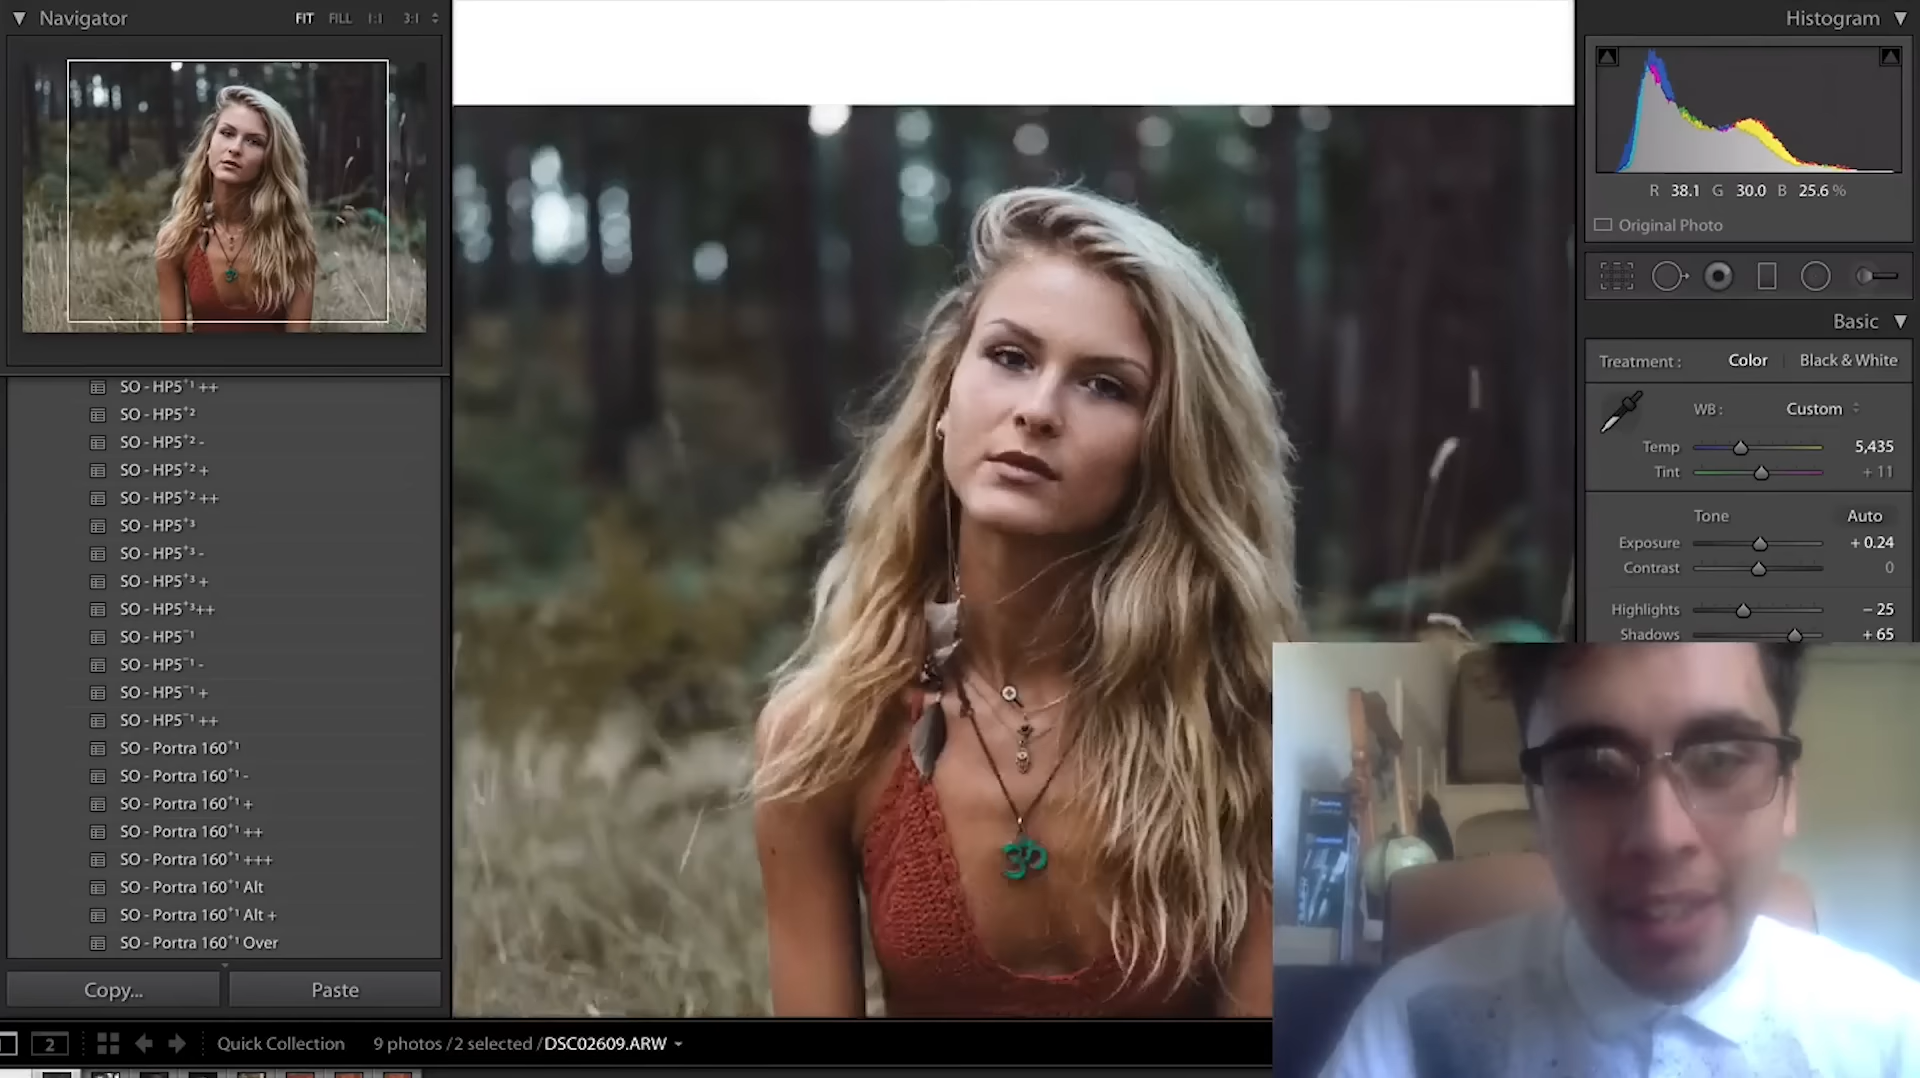 Navigator
FIT FILL 1:1 3:1
SO - HP5⁺¹ ++
SO - HP5⁺²
SO - HP5⁺² -
SO - HP5⁺² +
SO - HP5⁺² ++
SO - HP5⁺³
SO - HP5⁺³ -
SO - HP5⁺³ +
SO - HP5⁺³++
SO - HP5⁻¹
SO - HP5⁻¹ -
SO - HP5⁻¹ +
SO - HP5⁻¹ ++
SO - Portra 160⁺¹
SO - Portra 160⁺¹ -
SO - Portra 160⁺¹ +
SO - Portra 160⁺¹ ++
SO - Portra 160⁺¹ +++
SO - Portra 160⁺¹ Alt
SO - Portra 160⁺¹ Alt +
SO - Portra 160⁺¹ Over
Copy... Paste
2 Quick Collection 9 photos /2 selected /DSC02609.ARW
ॐ
Histogram
R 38.1 G 30.0 B 25.6 %
Original Photo
Basic
Treatment : Color Black & White
WB : Custom
Temp 5,435
Tint + 11
Tone Auto
Exposure + 0.24
Contrast 0
Highlights − 25
Shadows + 65